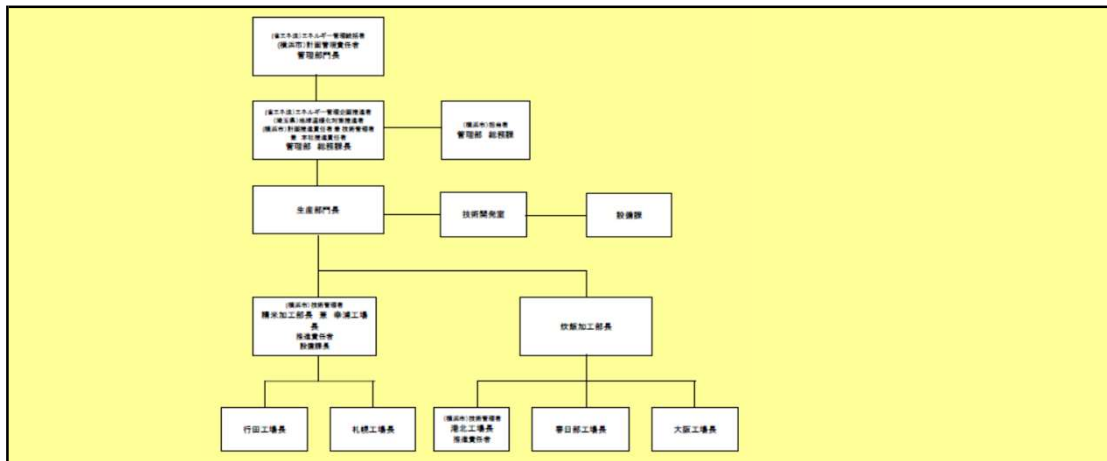 (省エネ法)エネルギー管理統括者
(横浜市)計画管理責任者
管理部門長
(省エネ法)エネルギー管理企画推進者
(埼玉県)地球温暖化対策推進者
(横浜市)計画推進責任者 兼 技術管理者
兼 本社推進責任者
管理部 総務課長
(横浜市)担当者
管理部 総務課
生産部門長
技術開発室
設備課
(横浜市)技術管理者
精米加工部長 兼 幸浦工場
長
推進責任者
設備課長
炊飯加工部長
行田工場長
札幌工場長
(横浜市)技術管理者
港北工場長
推進責任者
春日部工場長
大阪工場長